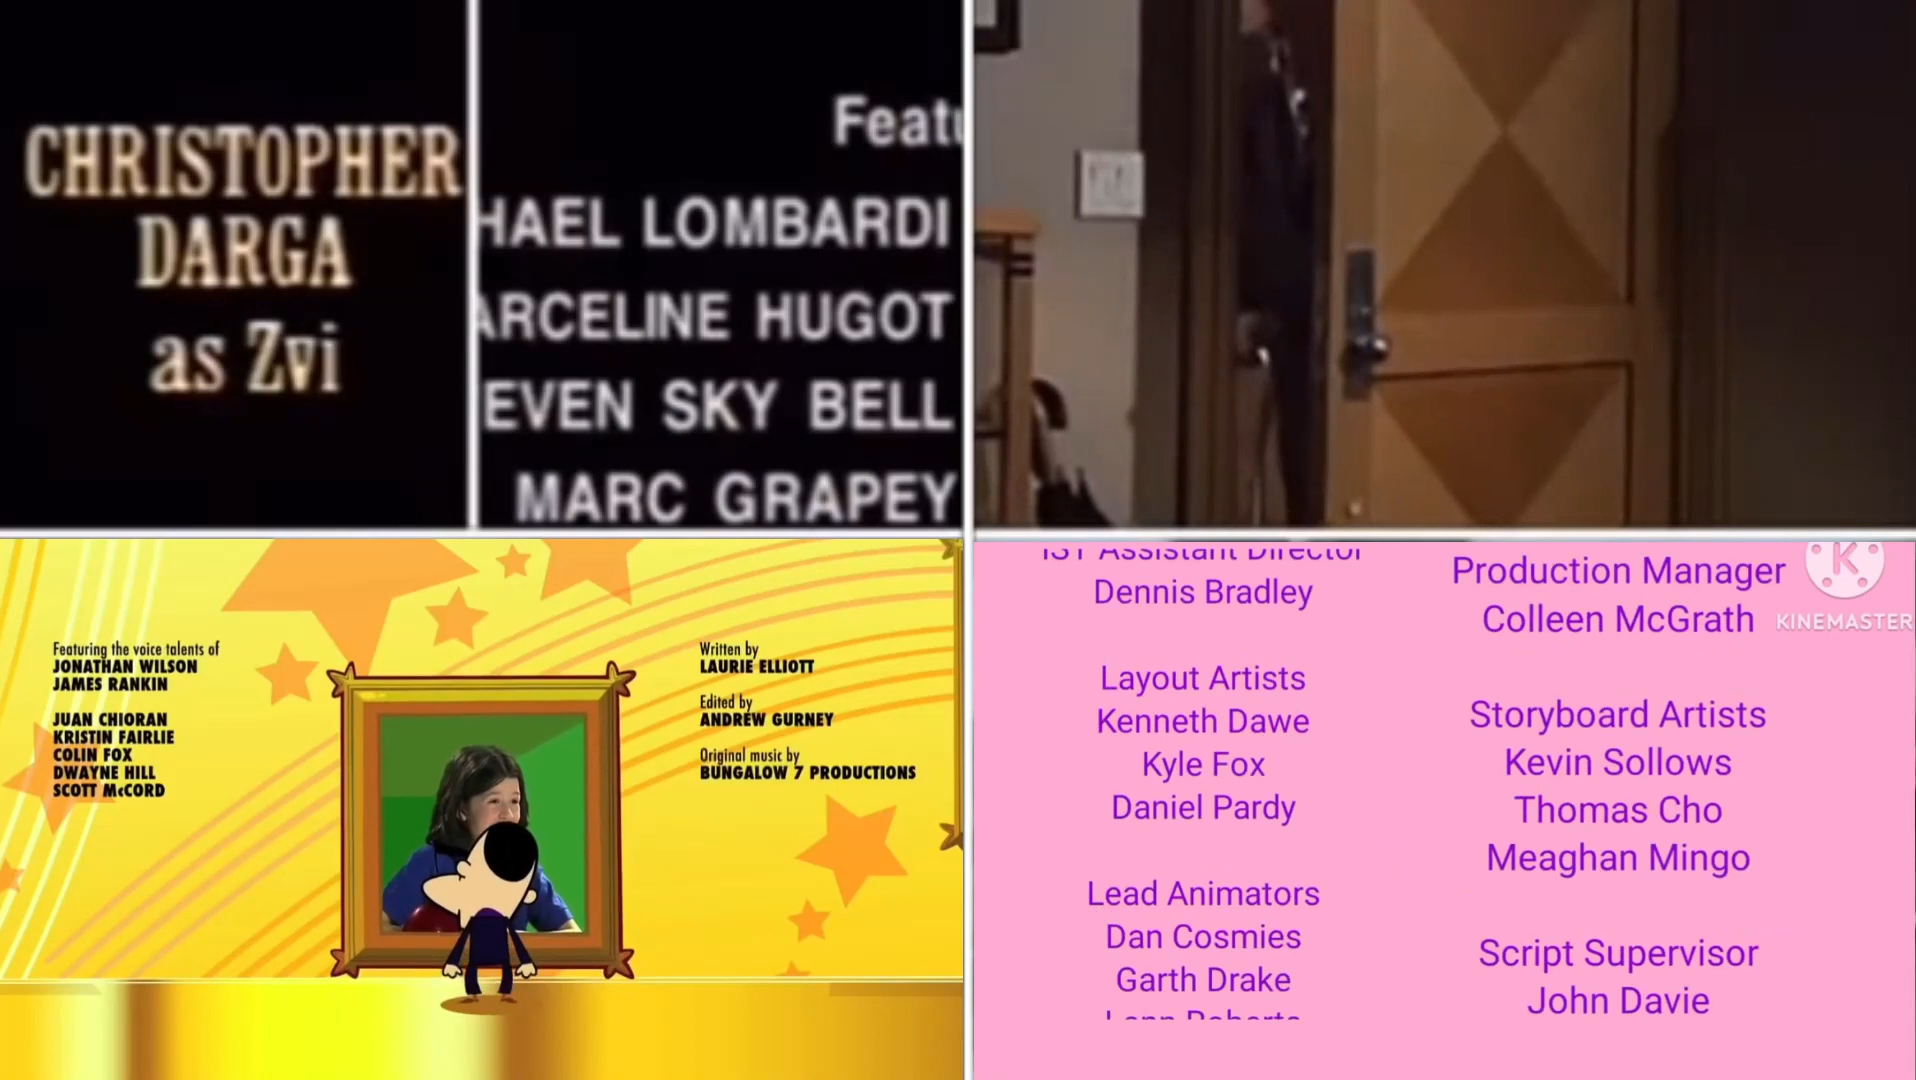 CHRISTOPHER
DARGA
as Zvi
Featu
HAEL LOMBARDI
ARCELINE HUGOT
EVEN SKY BELL
MARC GRAPEY
Featuring the voice talents of
JONATHAN WILSON
JAMES RANKIN
JUAN CHIORAN
KRISTIN FAIRLIE
COLIN FOX
DWAYNE HILL
SCOTT McCORD
Written by
LAURIE ELLIOTT
Edited by
ANDREW GURNEY
Original music by
BUNGALOW 7 PRODUCTIONS
1ST Assistant Director
Dennis Bradley
Layout Artists
Kenneth Dawe
Kyle Fox
Daniel Pardy
Lead Animators
Dan Cosmies
Garth Drake
Production Manager
Colleen McGrath
Storyboard Artists
Kevin Sollows
Thomas Cho
Meaghan Mingo
Script Supervisor
John Davie
K
KINEMASTER